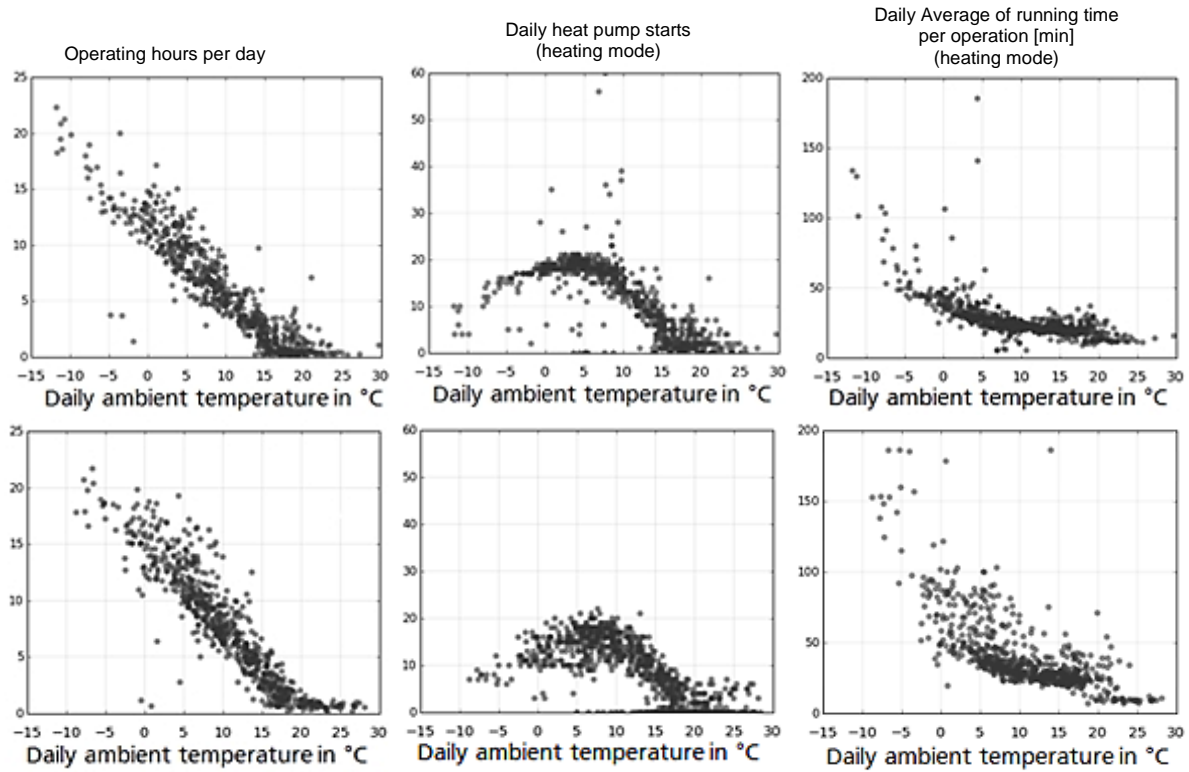 Operating hours per day
Daily heat pump starts
(heating mode)
Daily Average of running time
per operation [min]
(heating mode)
25
20
15
10
5
0
−15 −10 −5 0 5 10 15 20 25 30
Daily ambient temperature in °C
60
50
40
30
20
10
0
−15 −10 −5 0 5 10 15 20 25 30
Daily ambient temperature in °C
200
150
100
50
0
−15 −10 −5 0 5 10 15 20 25 30
Daily ambient temperature in °C
25
20
15
10
5
0
−15 −10 −5 0 5 10 15 20 25 30
Daily ambient temperature in °C
60
50
40
30
20
10
0
−15 −10 −5 0 5 10 15 20 25 30
Daily ambient temperature in °C
200
150
100
50
0
−15 −10 −5 0 5 10 15 20 25 30
Daily ambient temperature in °C